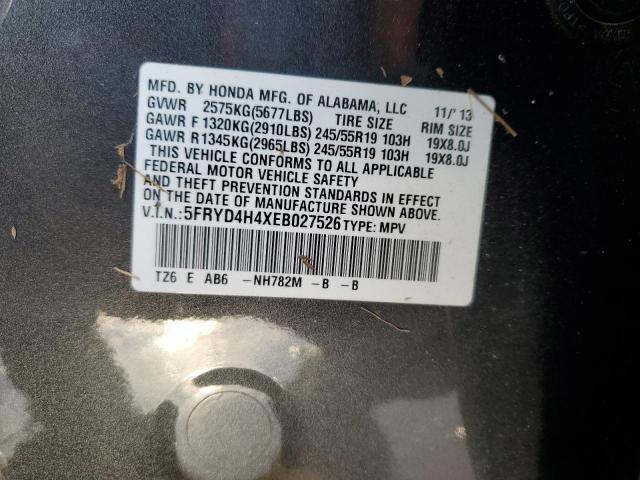 MFD. BY HONDA MFG. OF ALABAMA, LLC 11/'13
GVWR 2575KG(5677LBS) TIRE SIZE RIM SIZE
GAWR F 1320KG(2910LBS) 245/55R19 103H 19X8.0J
GAWR R 1345KG(2965LBS) 245/55R19 103H 19X8.0J
THIS VEHICLE CONFORMS TO ALL APPLICABLE
FEDERAL MOTOR VEHICLE SAFETY
AND THEFT PREVENTION STANDARDS IN EFFECT
ON THE DATE OF MANUFACTURE SHOWN ABOVE.
V.I.N.: 5FRYD4H4XEB027526 TYPE: MPV
TZ6 E AB6 -NH782M -B -B